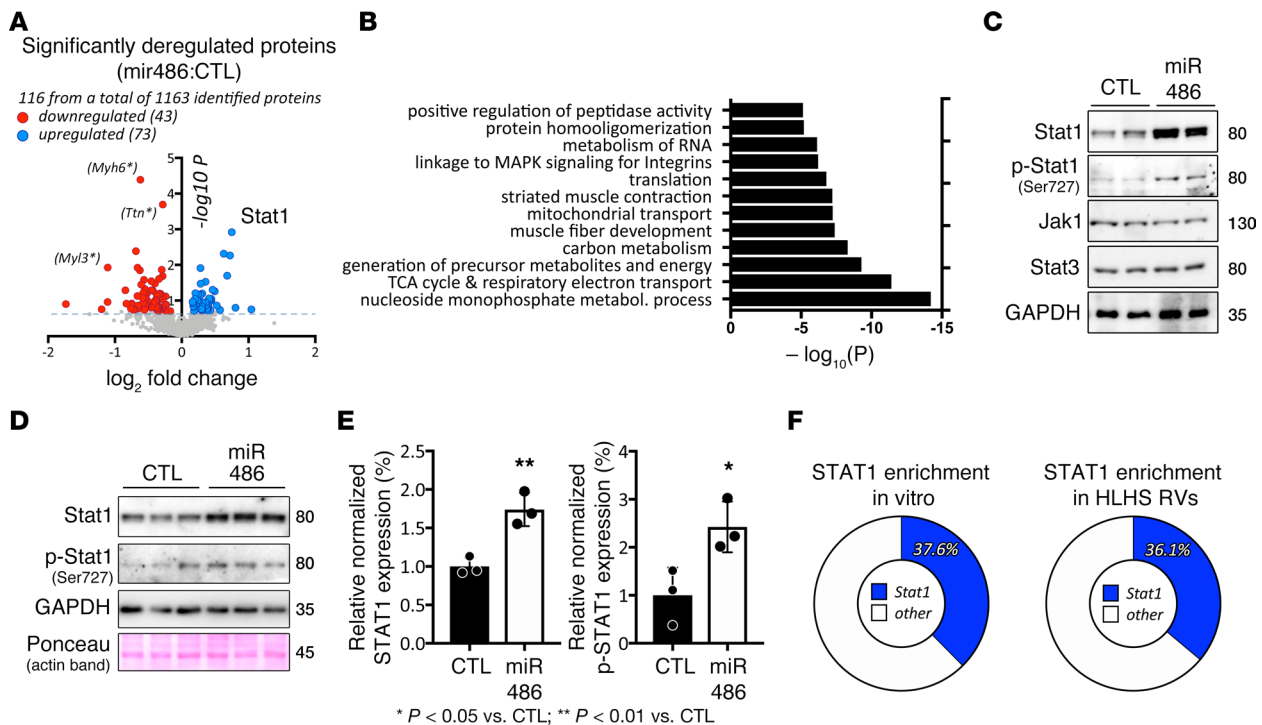 A
Significantly deregulated proteins
(mir486:CTL)
116 from a total of 1163 identified proteins
downregulated (43)
upregulated (73)
(Myh6*)
(Ttn*)
(Myl3*)
Stat1
-log10 P
5
4
3
2
1
-2
-1
0
1
2
log2 fold change
B
positive regulation of peptidase activity
protein homooligomerization
metabolism of RNA
linkage to MAPK signaling for Integrins
translation
striated muscle contraction
mitochondrial transport
muscle fiber development
carbon metabolism
generation of precursor metabolites and energy
TCA cycle & respiratory electron transport
nucleoside monophosphate metabol. process
0
-5
-10
-15
– log10(P)
C
CTL
miR
486
Stat1
80
p-Stat1
(Ser727)
80
Jak1
130
Stat3
80
GAPDH
35
D
CTL
miR
486
Stat1
80
p-Stat1
(Ser727)
80
GAPDH
35
Ponceau
(actin band)
45
E
Relative normalized
STAT1 expression (%)
2.5
2.0
1.5
1.0
0.5
0.0
**
CTL
miR
486
Relative normalized
p-STAT1 expression (%)
4
3
2
1
0
*
CTL
miR
486
* P < 0.05 vs. CTL; ** P < 0.01 vs. CTL
F
STAT1 enrichment
in vitro
37.6%
Stat1
other
STAT1 enrichment
in HLHS RVs
36.1%
Stat1
other